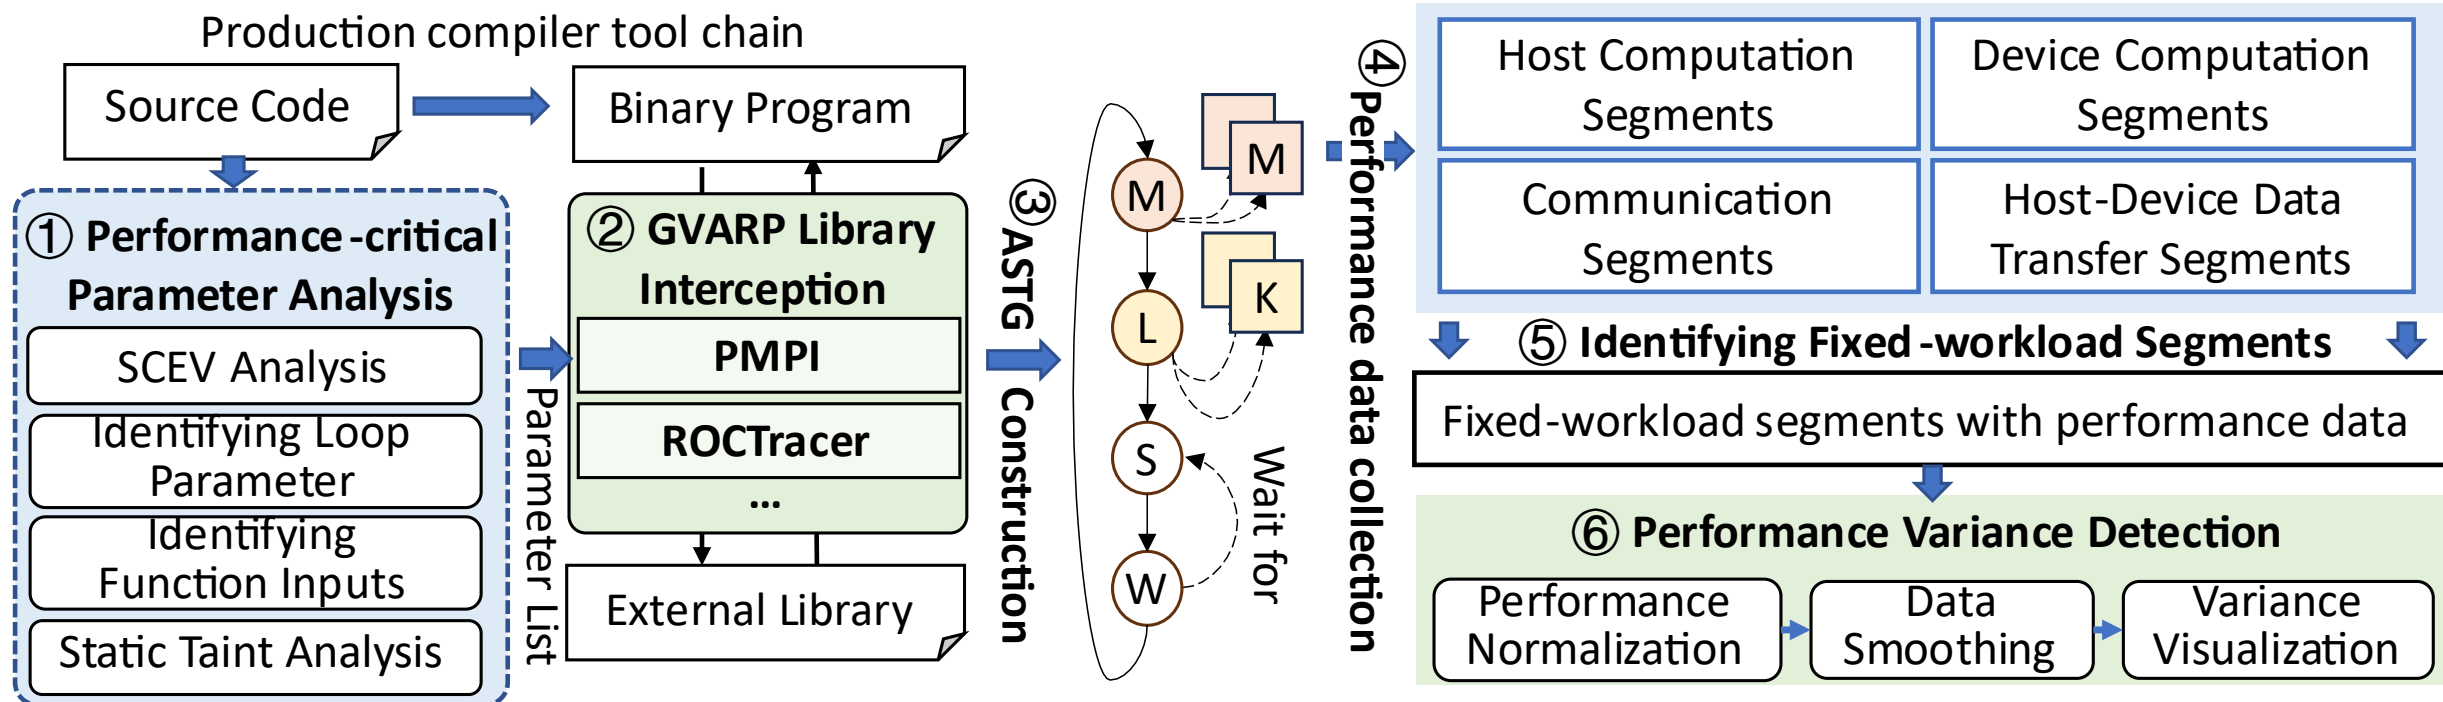 Production compiler tool chain
Source Code
Binary Program
① Performance-critical
Parameter Analysis
SCEV Analysis
Identifying Loop
Parameter
Identifying
Function Inputs
Static Taint Analysis
Parameter List
② GVARP Library
Interception
PMPI
ROCTracer
...
External Library
③ ASTG Construction
M
M
L
K
S
W
Wait for
④ Performance data collection
Host Computation
Segments
Device Computation
Segments
Communication
Segments
Host-Device Data
Transfer Segments
⑤ Identifying Fixed-workload Segments
Fixed-workload segments with performance data
⑥ Performance Variance Detection
Performance
Normalization
Data
Smoothing
Variance
Visualization